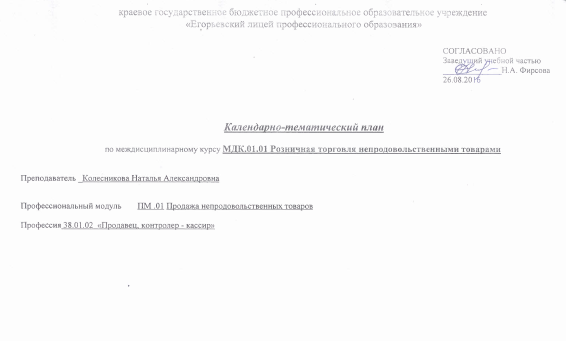 краевое государственное бюджетное профессиональное образовательное учреждение
«Егорьевский лицей профессионального образования»
СОГЛАСОВАНО
Заведущий учебной частью
Н.А. Фирсова
26.08.2016
Календарно-тематический план
по междисциплинарному курсу МДК.01.01 Розничная торговля непродовольственными товарами
Преподаватель Колесникова Наталья Александровна
Профессиональный модуль ПМ .01 Продажа непродовольственных товаров
Профессия 38.01.02 «Продавец, контролер - кассир»